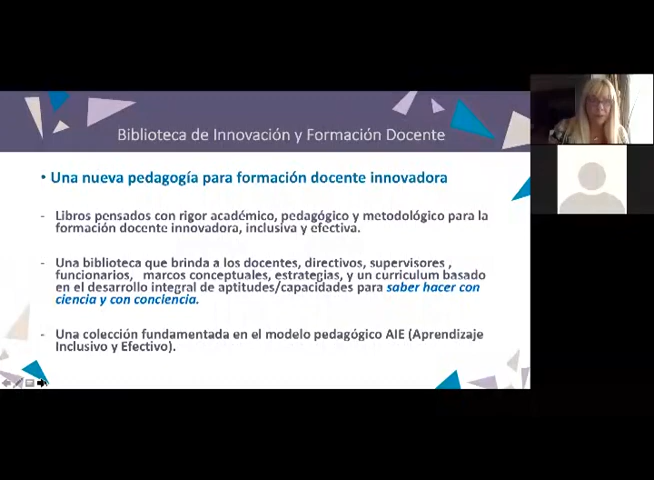 Biblioteca de Innovación y Formación Docente
• Una nueva pedagogía para formación docente innovadora
- Libros pensados con rigor académico, pedagógico y metodológico para la
formación docente innovadora, inclusiva y efectiva.
- Una biblioteca que brinda a los docentes, directivos, supervisores ,
funcionarios, marcos conceptuales, estrategias, y un curriculum basado
en el desarrollo integral de aptitudes/capacidades para saber hacer con
ciencia y con conciencia.
- Una colección fundamentada en el modelo pedagógico AIE (Aprendizaje
Inclusivo y Efectivo).